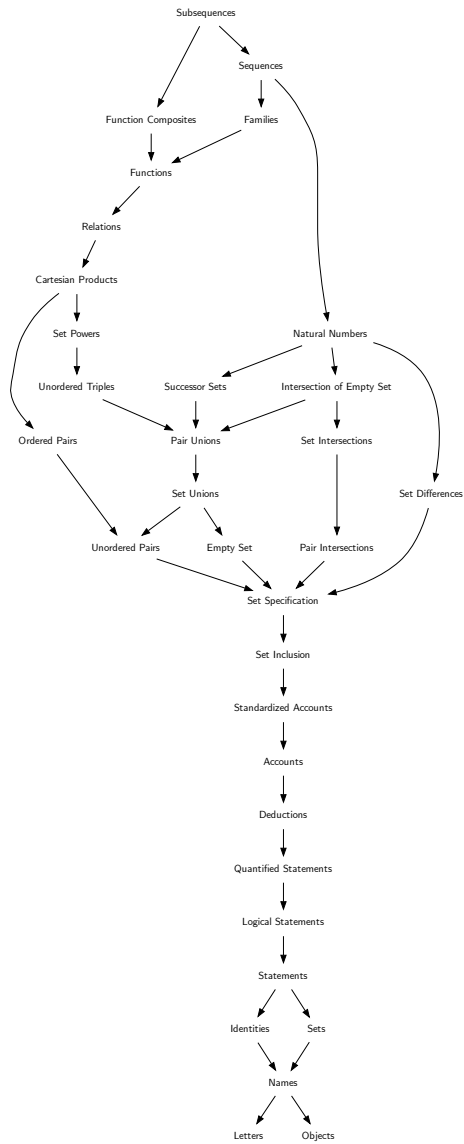 Subsequences
Sequences
Function Composites
Families
Functions
Relations
Cartesian Products
Set Powers
Natural Numbers
Unordered Triples
Successor Sets
Intersection of Empty Set
Ordered Pairs
Pair Unions
Set Intersections
Set Unions
Set Differences
Unordered Pairs
Empty Set
Pair Intersections
Set Specification
Set Inclusion
Standardized Accounts
Accounts
Deductions
Quantified Statements
Logical Statements
Statements
Identities
Sets
Names
Letters
Objects